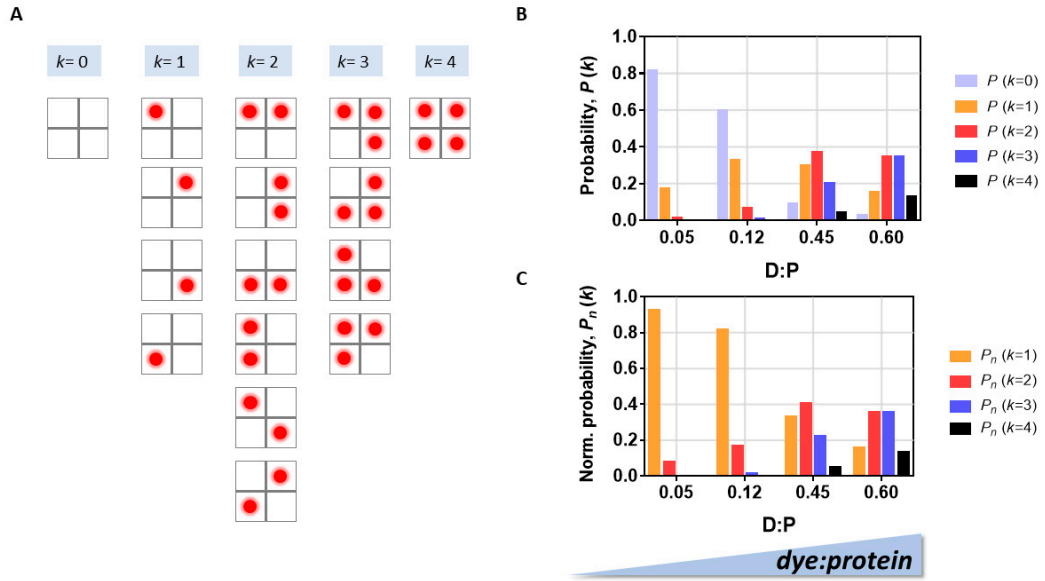 A
k= 0
k= 1
k= 2
k= 3
k= 4
B
Probability, P (k)
1.0
0.8
0.6
0.4
0.2
0.0
0.05
0.12
0.45
0.60
D:P
P (k=0)
P (k=1)
P (k=2)
P (k=3)
P (k=4)
C
Norm. probability, Pn (k)
1.0
0.8
0.6
0.4
0.2
0.0
0.05
0.12
0.45
0.60
D:P
Pn (k=1)
Pn (k=2)
Pn (k=3)
Pn (k=4)
dye:protein